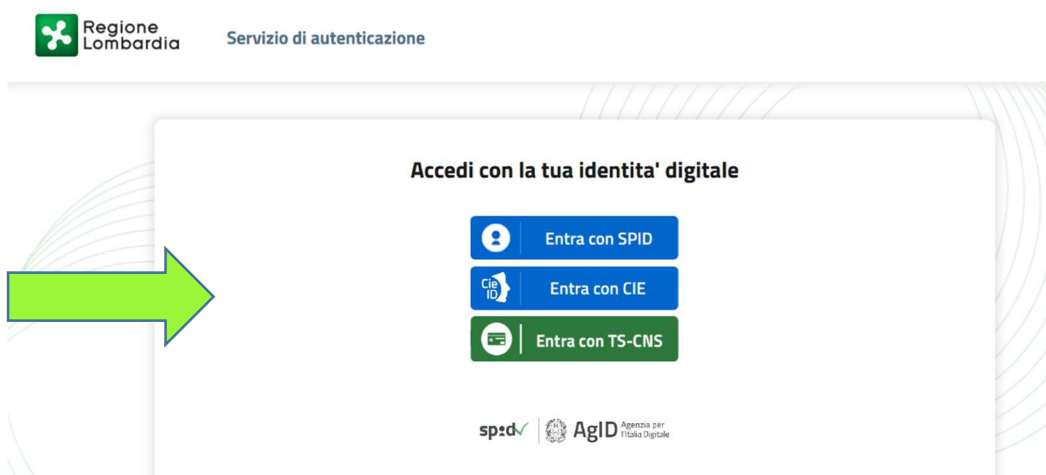 Regione
Lombardia
Servizio di autenticazione
Accedi con la tua identita' digitale
Entra con SPID
Cie
ID
Entra con CIE
Entra con TS-CNS
spid
AgID
Agenzia per
l'Italia Digitale